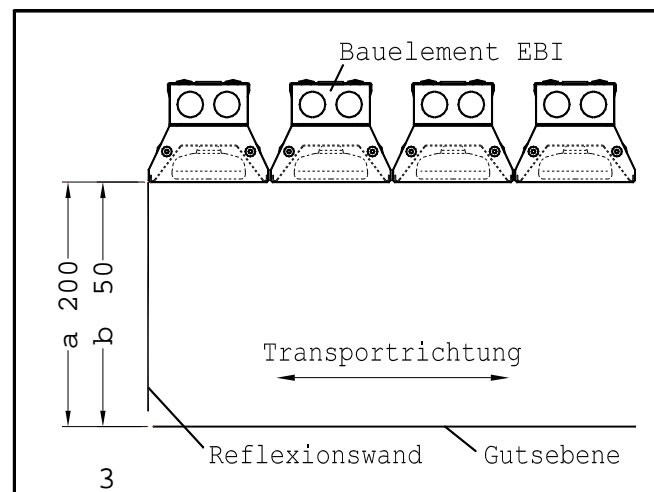 Bauelement EBI
a 200
b 50
Transportrichtung
Reflexionswand
Gutsebene
3